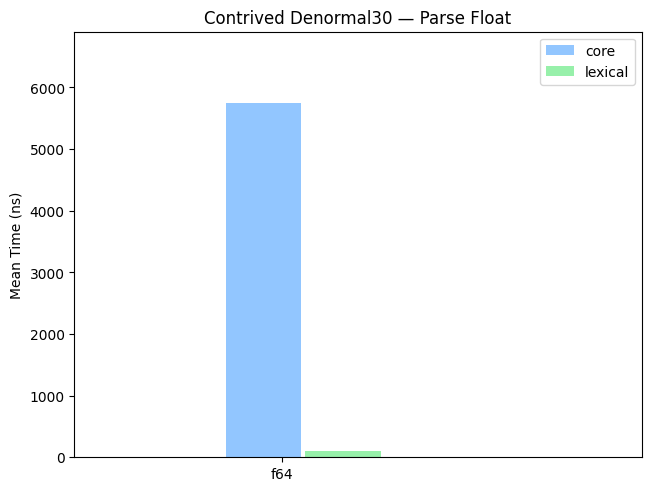 Contrived Denormal30 — Parse Float
core
lexical
Mean Time (ns)
6000
5000
4000
3000
2000
1000
0
f64